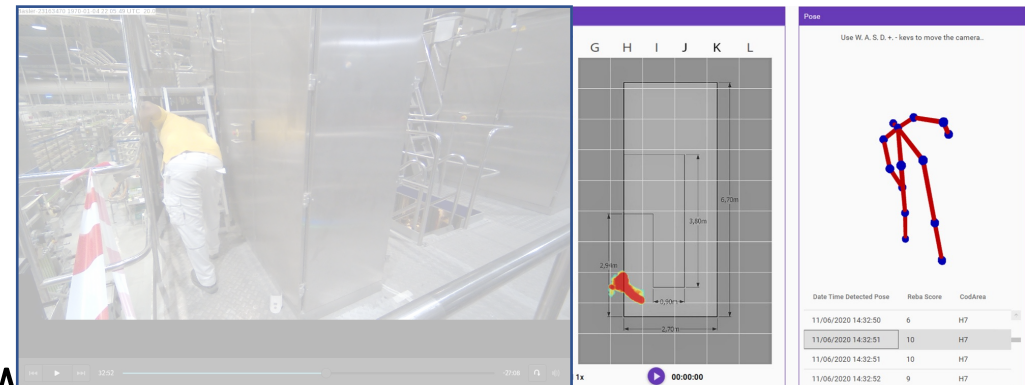 UTC
G H I J K L
6,70m
3,80m
2,94m
0,90m
2,70 m
A
32:52
-37:08
1x
00:00:00
Pose
Use W. A. S. D. +. - keys to move the camera..
Date Time Detected Pose Reba Score CodArea
11/06/2020 14:32:50 6 H7
11/06/2020 14:32:51 10 H7
11/06/2020 14:32:51 10 H7
11/06/2020 14:32:52 9 H7